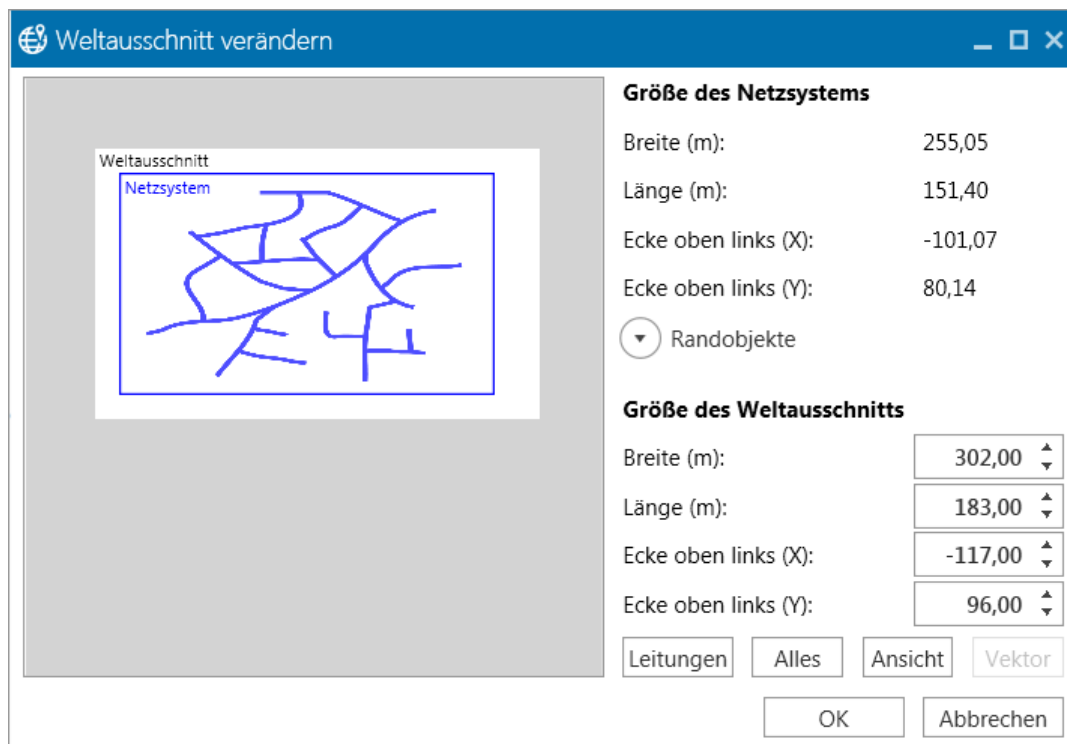 Weltausschnitt verändern
Weltausschnitt
Netzsystem
Größe des Netzsystems
Breite (m): 255,05
Länge (m): 151,40
Ecke oben links (X): -101,07
Ecke oben links (Y): 80,14
Randobjekte
Größe des Weltausschnitts
Breite (m): 302,00
Länge (m): 183,00
Ecke oben links (X): -117,00
Ecke oben links (Y): 96,00
Leitungen Alles Ansicht Vektor
OK Abbrechen